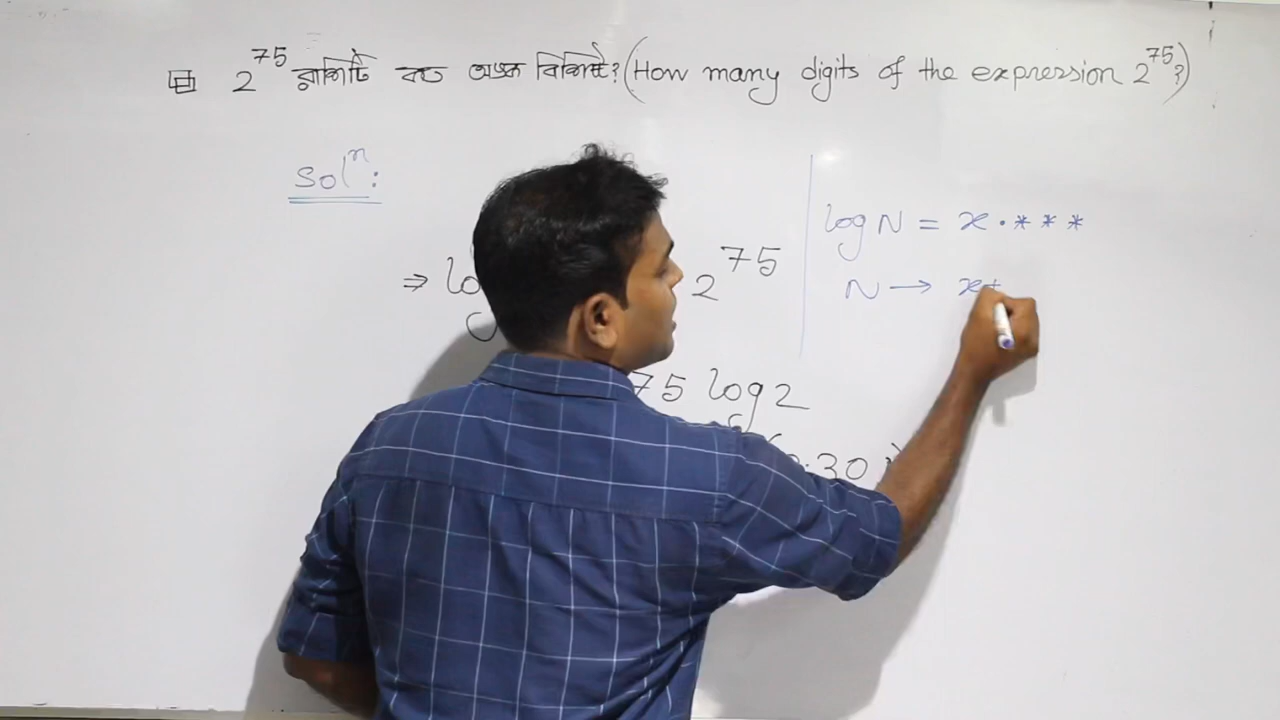 2^75 রাশিটি কত অঙ্ক বিশিষ্ট? (How many digits of the expression 2^75?)
Sol^n:
⇒ 2^75
75 log 2
30
log N = x.***
N → x+